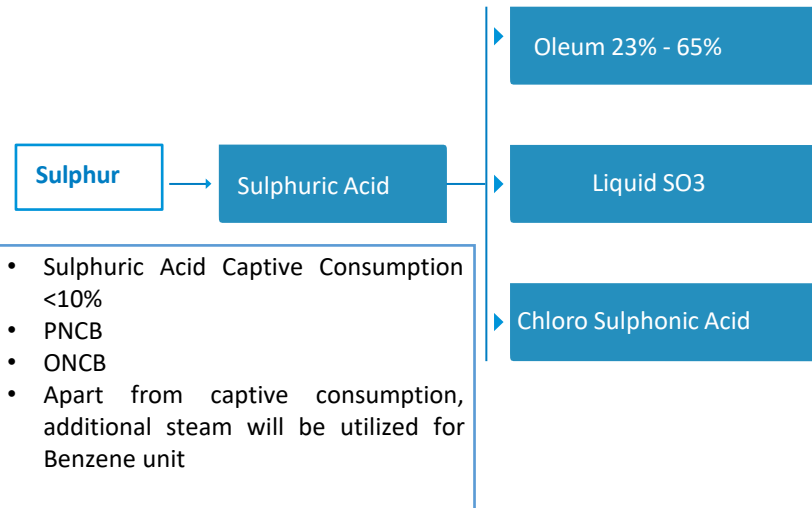 Oleum 23% - 65%
Sulphur
Sulphuric Acid
Liquid SO3
Chloro Sulphonic Acid
• Sulphuric Acid Captive Consumption
<10%
• PNCB
• ONCB
• Apart from captive consumption,
additional steam will be utilized for
Benzene unit